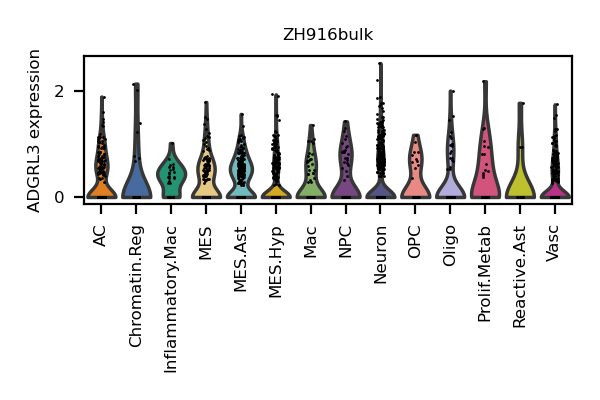 ZH916bulk
ADGRL3 expression
2
0
AC
Chromatin.Reg
Inflammatory.Mac
MES
MES.Ast
MES.Hyp
Mac
NPC
Neuron
OPC
Oligo
Prolif.Metab
Reactive.Ast
Vasc